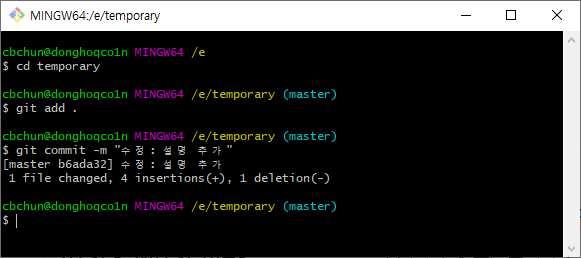 MINGW64:/e/temporary
cbchun@donghoqco1n MINGW64 /e
$ cd temporary
cbchun@donghoqco1n MINGW64 /e/temporary (master)
$ git add .
cbchun@donghoqco1n MINGW64 /e/temporary (master)
$ git commit -m "수정: 설명 추가"
[master b6ada32] 수정: 설명 추가
 1 file changed, 4 insertions(+), 1 deletion(-)
cbchun@donghoqco1n MINGW64 /e/temporary (master)
$